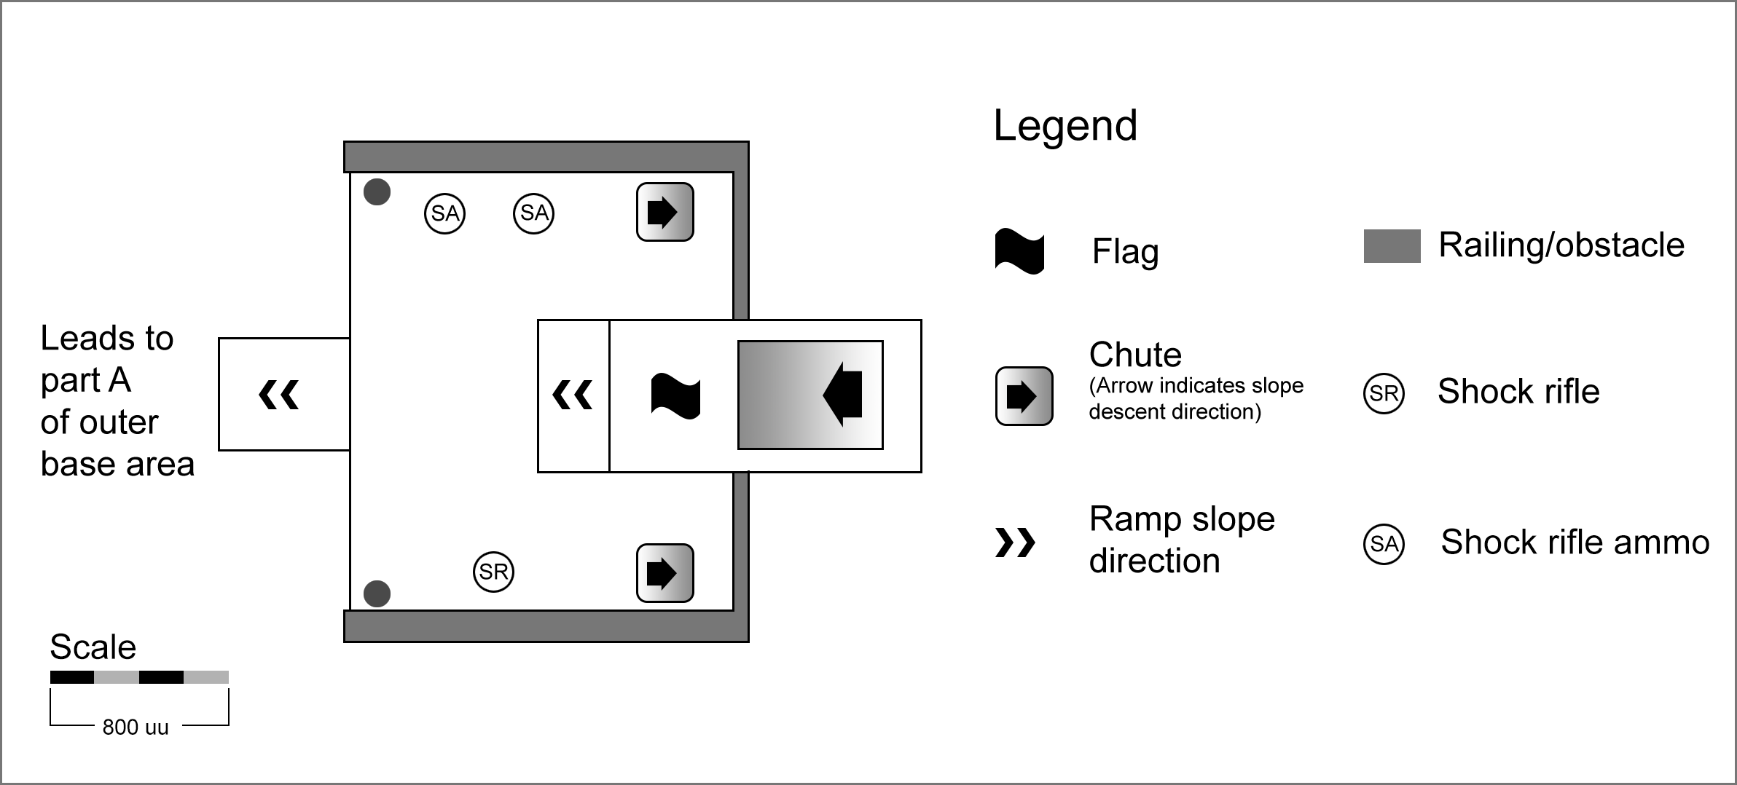 Legend
Flag
Railing/obstacle
SA
SA
Leads to
part A
of outer
base area
Chute
(Arrow indicates slope
descent direction)
SR
Shock rifle
Ramp slope
direction
SA
Shock rifle ammo
SR
Scale
800 uu